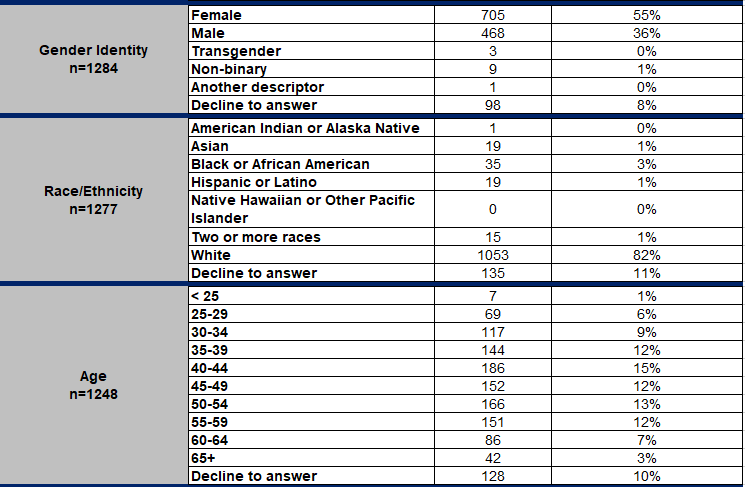 Gender Identity
n=1284
Female 705 55%
Male 468 36%
Transgender 3 0%
Non-binary 9 1%
Another descriptor 1 0%
Decline to answer 98 8%
Race/Ethnicity
n=1277
American Indian or Alaska Native 1 0%
Asian 19 1%
Black or African American 35 3%
Hispanic or Latino 19 1%
Native Hawaiian or Other Pacific
Islander 0 0%
Two or more races 15 1%
White 1053 82%
Decline to answer 135 11%
Age
n=1248
< 25 7 1%
25-29 69 6%
30-34 117 9%
35-39 144 12%
40-44 186 15%
45-49 152 12%
50-54 166 13%
55-59 151 12%
60-64 86 7%
65+ 42 3%
Decline to answer 128 10%